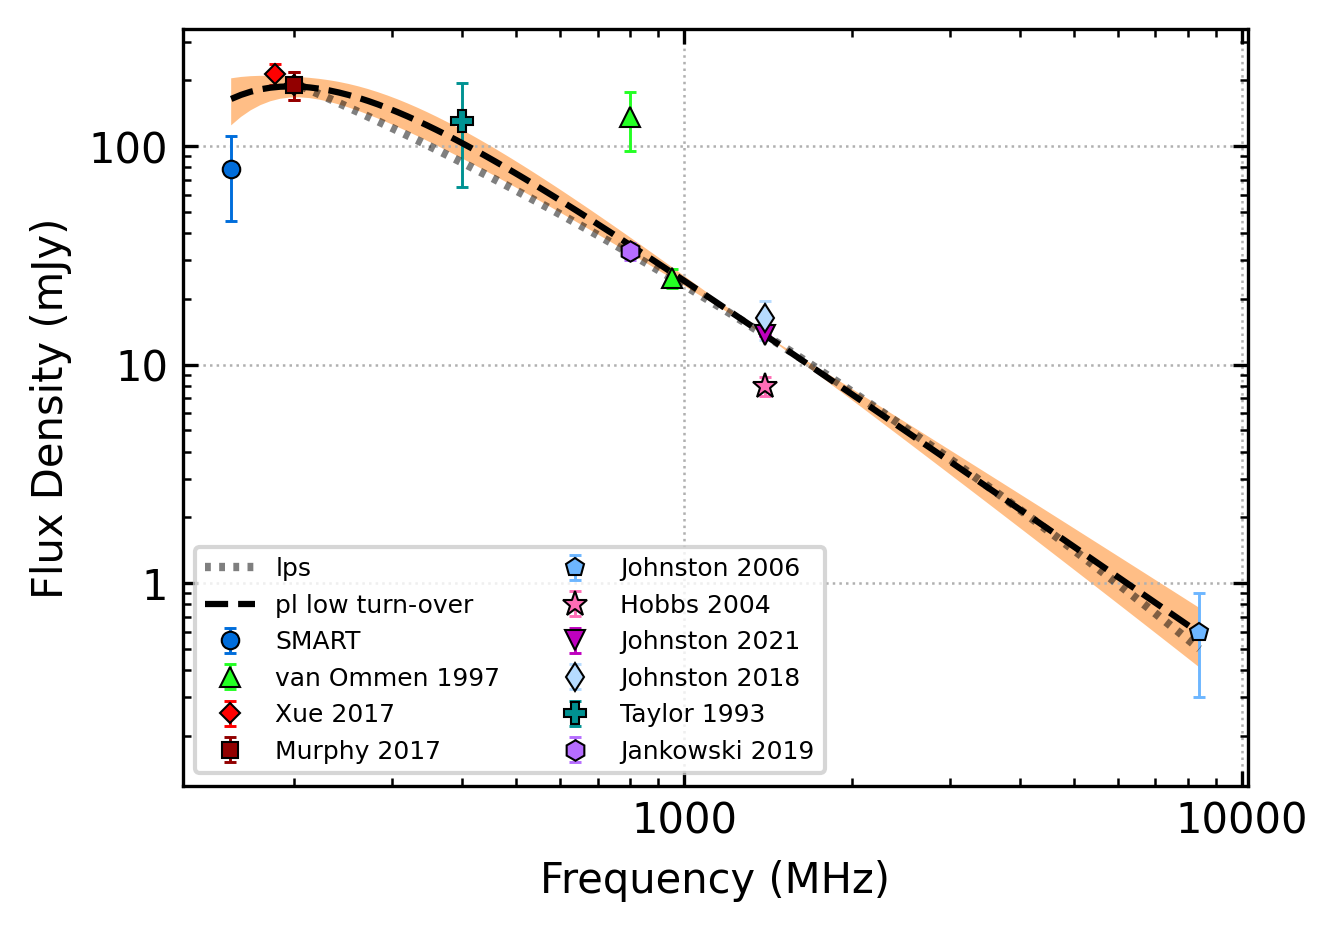 Flux Density (mJy)
100
10
1
lps
pl low turn-over
SMART
van Ommen 1997
Xue 2017
Murphy 2017
Johnston 2006
Hobbs 2004
Johnston 2021
Johnston 2018
Taylor 1993
Jankowski 2019
1000
10000
Frequency (MHz)